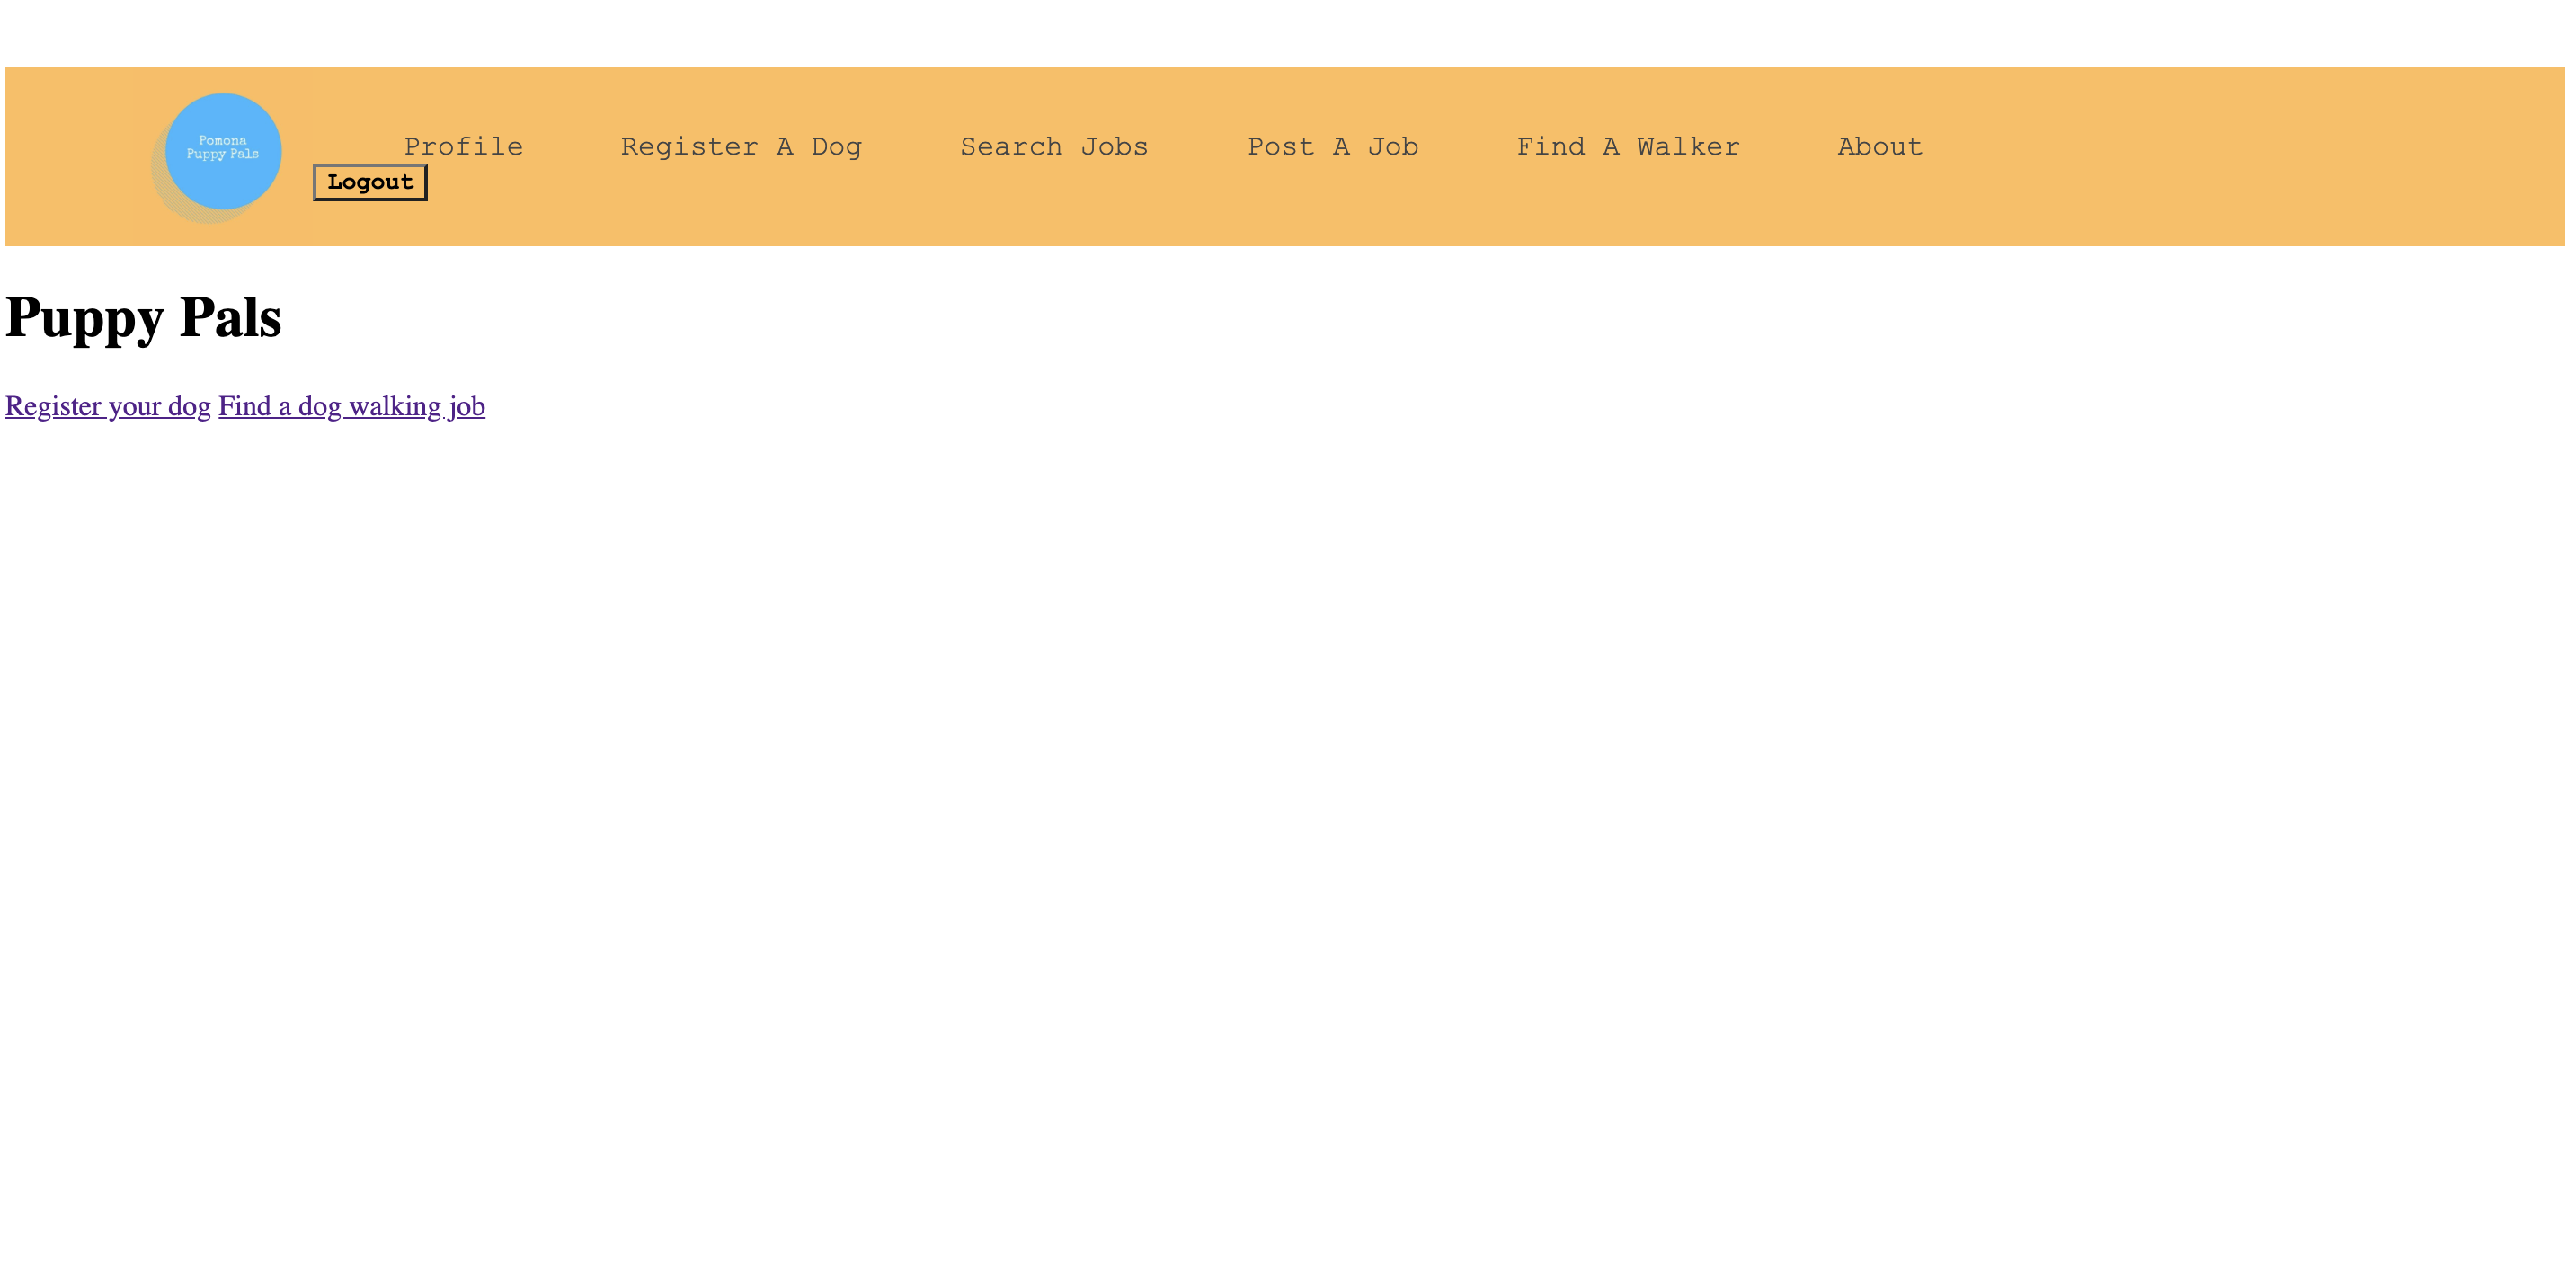 Pomona
Puppy Pals
Profile Register A Dog Search Jobs Post A Job Find A Walker About
Logout
Puppy Pals
Register your dog Find a dog walking job